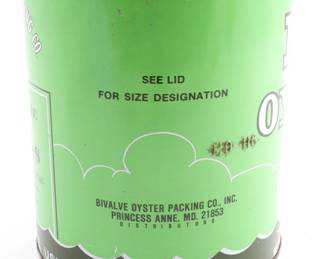 SEE LID
FOR SIZE DESIGNATION
BIVALVE OYSTER PACKING CO., INC.
PRINCESS ANNE, MD. 21853
DISTRIBUTORS